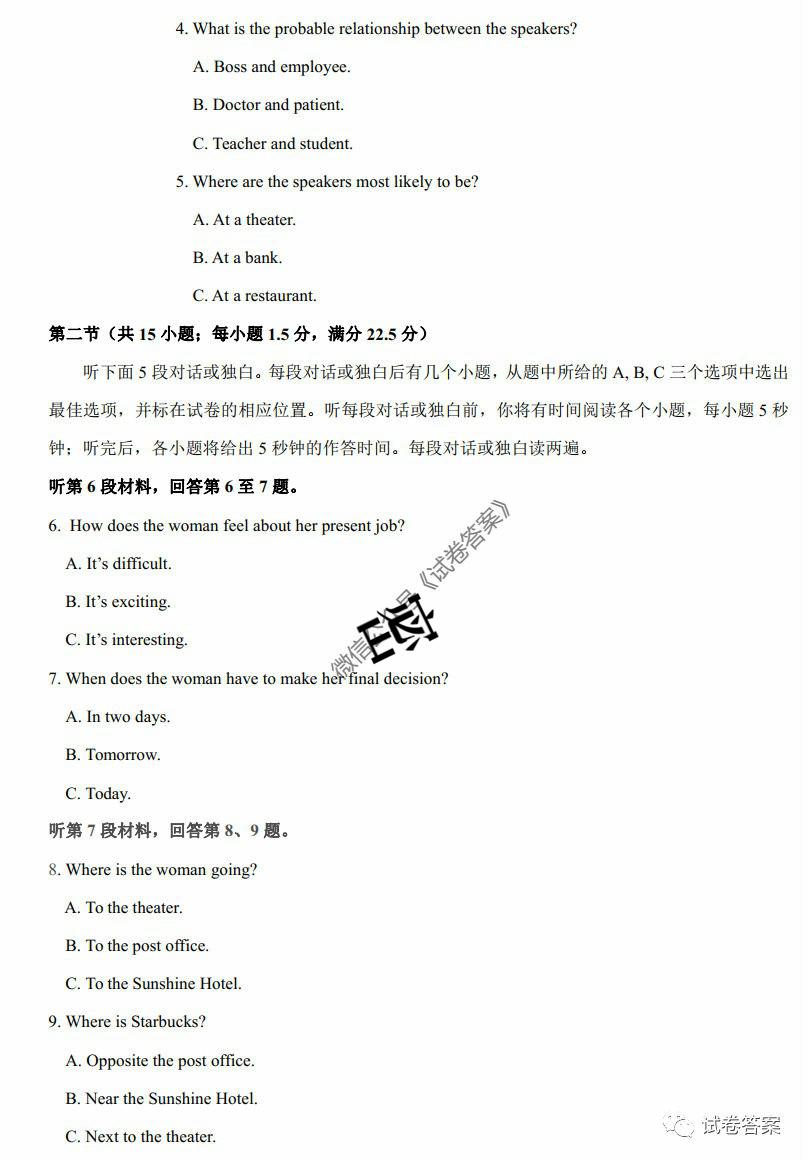 4. What is the probable relationship between the speakers?
A. Boss and employee.
B. Doctor and patient.
C. Teacher and student.
5. Where are the speakers most likely to be?
A. At a theater.
B. At a bank.
C. At a restaurant.
第二节（共 15 小题；每小题 1.5 分，满分 22.5 分）
听下面 5 段对话或独白。每段对话或独白后有几个小题，从题中所给的 A, B, C 三个选项中选出
最佳选项，并标在试卷的相应位置。听每段对话或独白前，你将有时间阅读各个小题，每小题 5 秒
钟；听完后，各小题将给出 5 秒钟的作答时间。每段对话或独白读两遍。
听第 6 段材料，回答第 6 至 7 题。
6. How does the woman feel about her present job?
A. It’s difficult.
B. It’s exciting.
C. It’s interesting.
微信公众号《试卷答案》
密
7. When does the woman have to make her final decision?
A. In two days.
B. Tomorrow.
C. Today.
听第 7 段材料，回答第 8、9 题。
8. Where is the woman going?
A. To the theater.
B. To the post office.
C. To the Sunshine Hotel.
9. Where is Starbucks?
A. Opposite the post office.
B. Near the Sunshine Hotel.
C. Next to the theater.
试卷答案